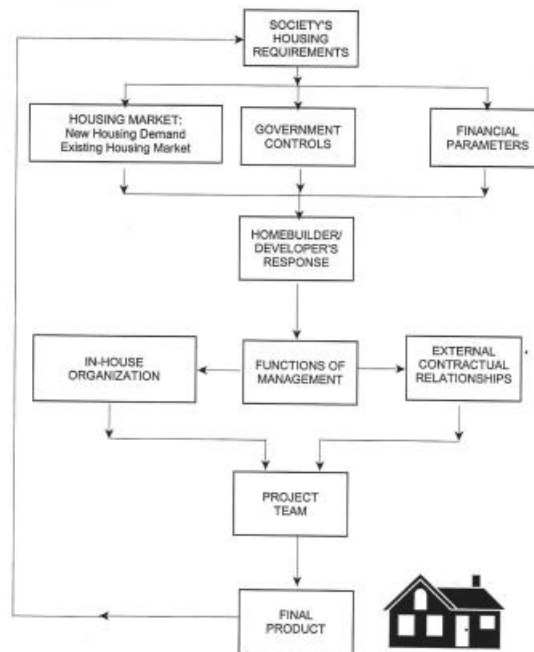 SOCIETY'S
HOUSING
REQUIREMENTS
HOUSING MARKET:
New Housing Demand
Existing Housing Market
GOVERNMENT
CONTROLS
FINANCIAL
PARAMETERS
HOMEBUILDER/
DEVELOPER'S
RESPONSE
IN-HOUSE
ORGANIZATION
FUNCTIONS OF
MANAGEMENT
EXTERNAL
CONTRACTUAL
RELATIONSHIPS
PROJECT
TEAM
FINAL
PRODUCT